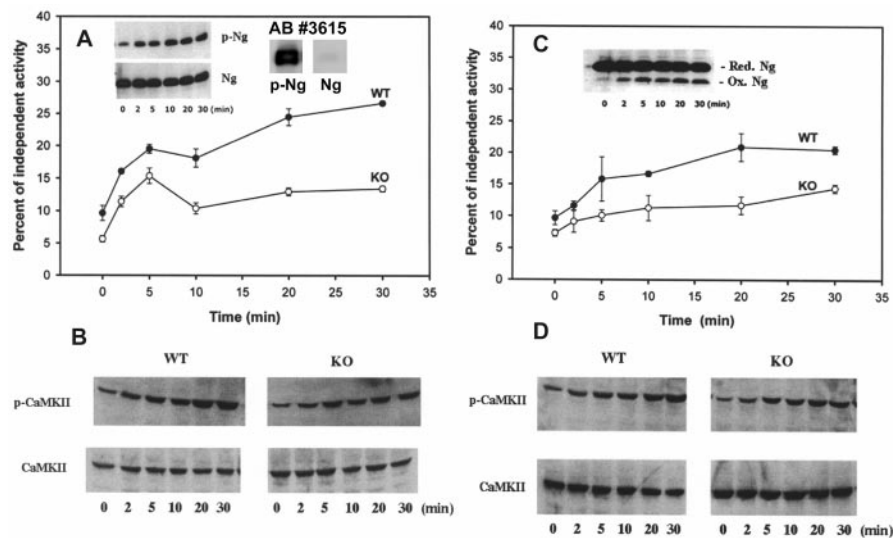 A
p-Ng
Ng
0 2 5 10 20 30 (min)
AB #3615
p-Ng Ng
WT
KO
Percent of independent activity
40
35
30
25
20
15
10
5
0
0 5 10 15 20 25 30 35
Time (min)
C
- Red. Ng
- Ox. Ng
0 2 5 10 20 30 (min)
WT
KO
Percent of independent activity
40
35
30
25
20
15
10
5
0
0 5 10 15 20 25 30 35
Time (min)
B
WT KO
p-CaMKII
CaMKII
0 2 5 10 20 30 0 2 5 10 20 30 (min)
D
WT KO
p-CaMKII
CaMKII
0 2 5 10 20 30 0 2 5 10 20 30 (min)